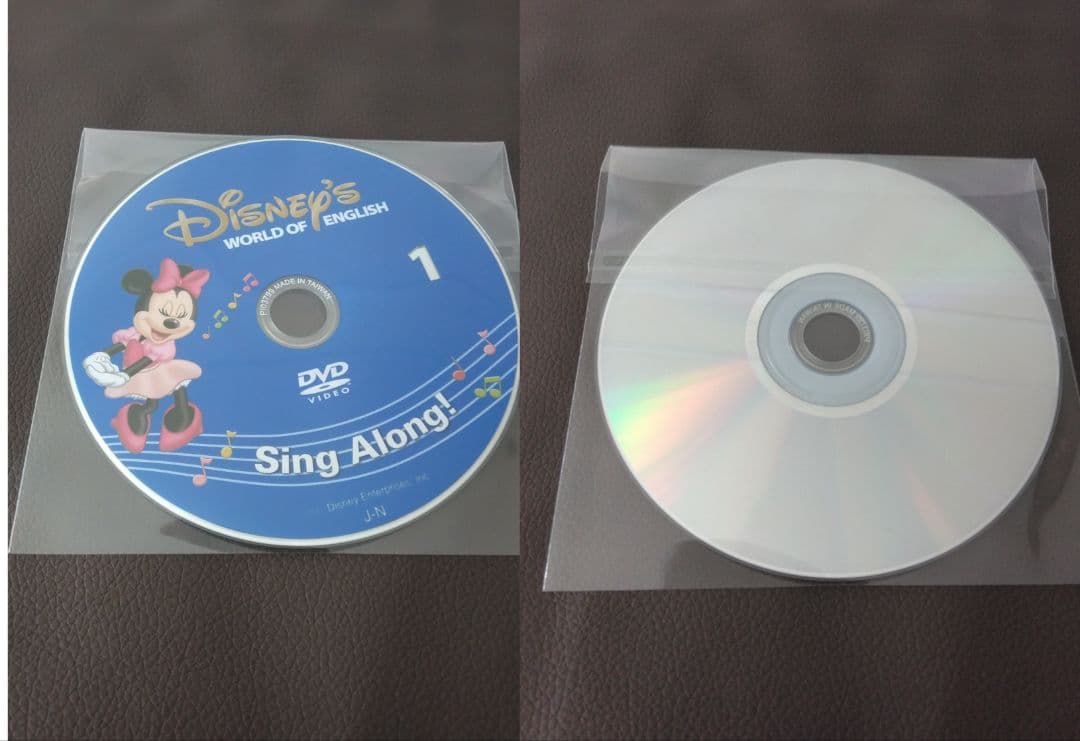 DISNEY'S
WORLD OF ENGLISH
1
MADE IN TAIWAN
DVD
VIDEO
Sing Along!
Disney Enterprises, Inc
J-N